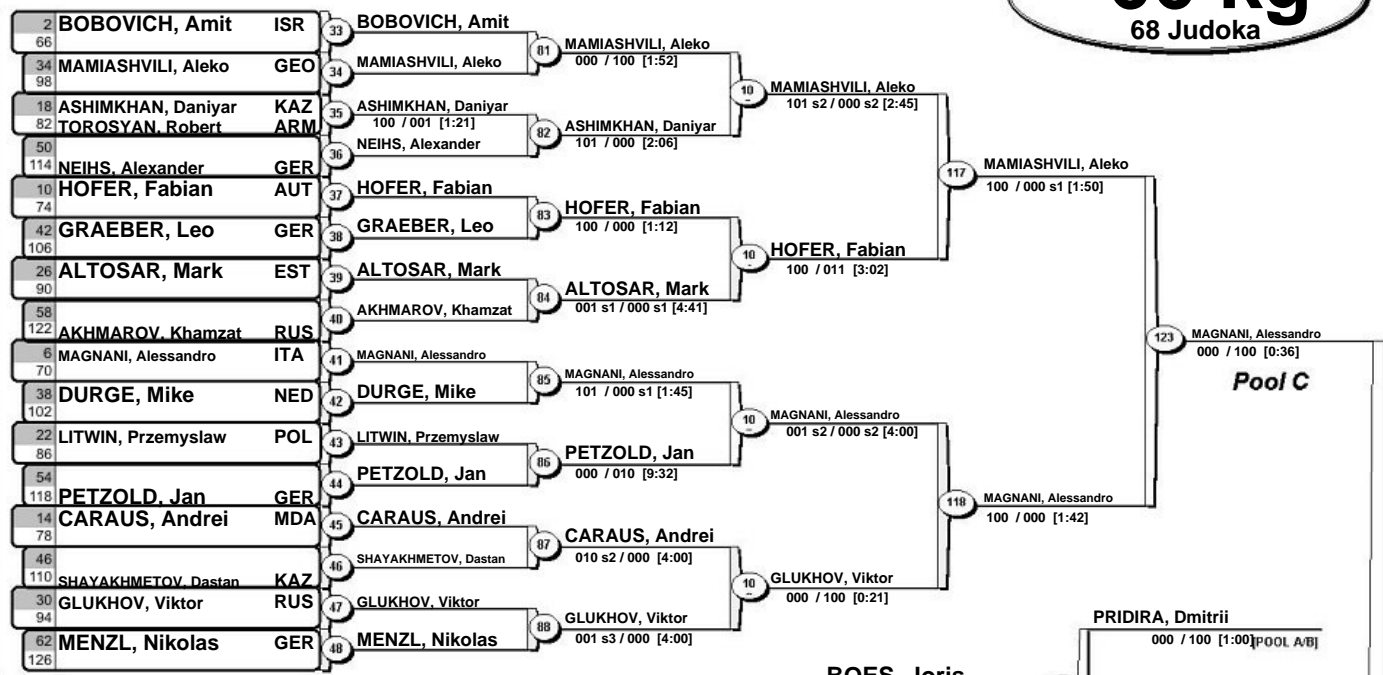 68 Judoka
2 BOBOVICH, Amit ISR
66
34 MAMIASHVILI, Aleko GEO
98
18 ASHIMKHAN, Daniyar KAZ
82 TOROSYAN, Robert ARM
50
114 NEIHS, Alexander GER
10 HOFER, Fabian AUT
74
42 GRAEBER, Leo GER
106
26 ALTOSAR, Mark EST
90
58
122 AKHMAROV, Khamzat RUS
6 MAGNANI, Alessandro ITA
70
38 DURGE, Mike NED
102
22 LITWIN, Przemyslaw POL
86
54
118 PETZOLD, Jan GER
14 CARAUS, Andrei MDA
78
46
110 SHAYAKHMETOV, Dastan KAZ
30 GLUKHOV, Viktor RUS
94
62 MENZL, Nikolas GER
126
33 BOBOVICH, Amit
34 MAMIASHVILI, Aleko
35 ASHIMKHAN, Daniyar
100 / 001 [1:21]
36 NEIHS, Alexander
37 HOFER, Fabian
38 GRAEBER, Leo
39 ALTOSAR, Mark
40 AKHMAROV, Khamzat
41 MAGNANI, Alessandro
42 DURGE, Mike
43 LITWIN, Przemyslaw
44 PETZOLD, Jan
45 CARAUS, Andrei
46 SHAYAKHMETOV, Dastan
47 GLUKHOV, Viktor
48 MENZL, Nikolas
81 MAMIASHVILI, Aleko
000 / 100 [1:52]
82 ASHIMKHAN, Daniyar
101 / 000 [2:06]
83 HOFER, Fabian
100 / 000 [1:12]
84 ALTOSAR, Mark
001 s1 / 000 s1 [4:41]
85 MAGNANI, Alessandro
101 / 000 s1 [1:45]
86 PETZOLD, Jan
000 / 010 [9:32]
87 CARAUS, Andrei
010 s2 / 000 [4:00]
88 GLUKHOV, Viktor
001 s3 / 000 [4:00]
10 MAMIASHVILI, Aleko
101 s2 / 000 s2 [2:45]
10 HOFER, Fabian
100 / 011 [3:02]
10 MAGNANI, Alessandro
001 s2 / 000 s2 [4:00]
10 GLUKHOV, Viktor
000 / 100 [0:21]
117 MAMIASHVILI, Aleko
100 / 000 s1 [1:50]
118 MAGNANI, Alessandro
100 / 000 [1:42]
123 MAGNANI, Alessandro
000 / 100 [0:36]
Pool C
PRIDIRA, Dmitrii
000 / 100 [1:00] [POOL A/B]